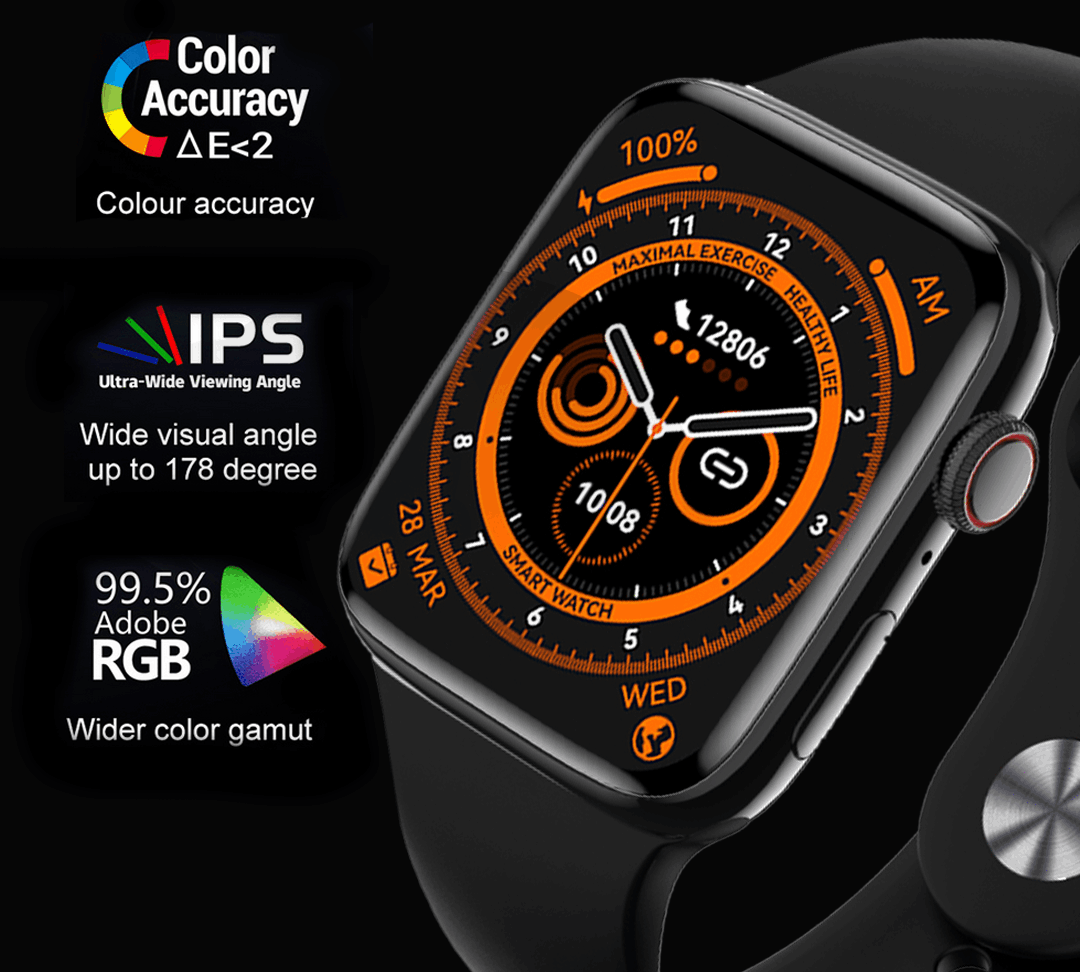 Color
Accuracy
ΔE<2
Colour accuracy
IPS
Ultra-Wide Viewing Angle
Wide visual angle
up to 178 degree
99.5%
Adobe
RGB
Wider color gamut
100%
AM
11
12
1
2
3
4
5
6
7
8
9
10
MAXIMAL EXERCISE
HEALTHY LIFE
SMART WATCH
12806
10:08
28 MAR
WED